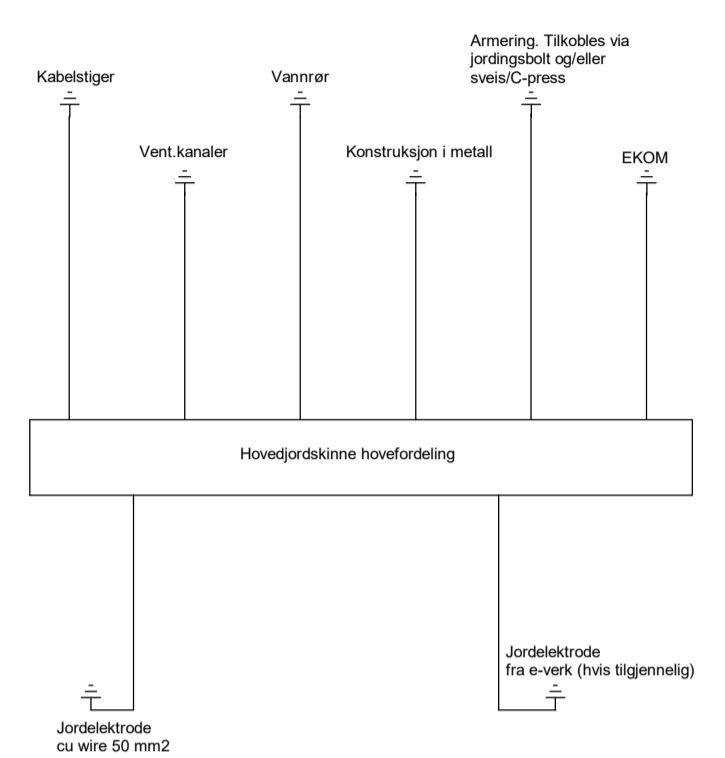 Armering. Tilkobles via
jordingsbolt og/eller
sveis/C-press
Kabelstiger
Vannrør
Vent.kanaler
Konstruksjon i metall
EKOM
Hovedjordskinne hovefordeling
Jordelektrode
fra e-verk (hvis tilgjennelig)
Jordelektrode
cu wire 50 mm2